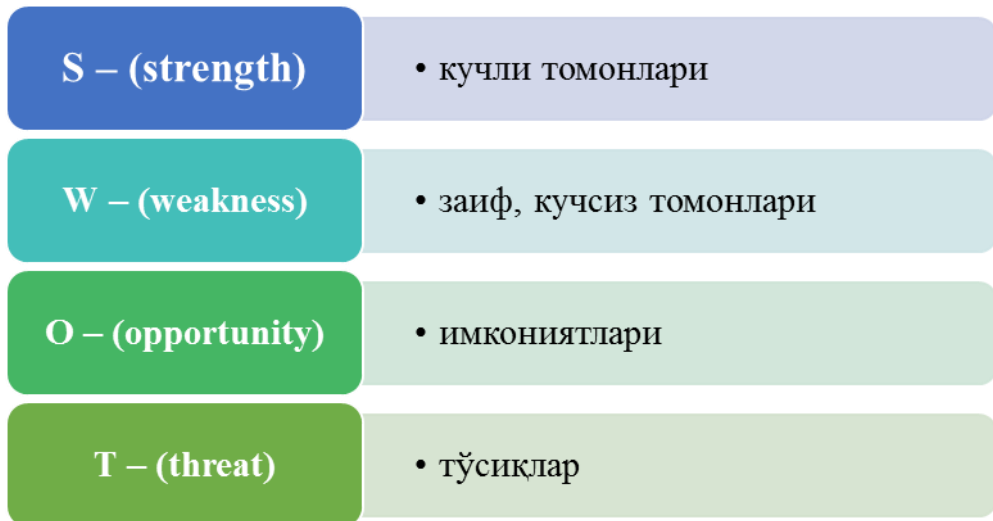 S – (strength)
• кучли томонлари
W – (weakness)
• заиф, кучсиз томонлари
O – (opportunity)
• имкониятлари
T – (threat)
• тўсиқлар